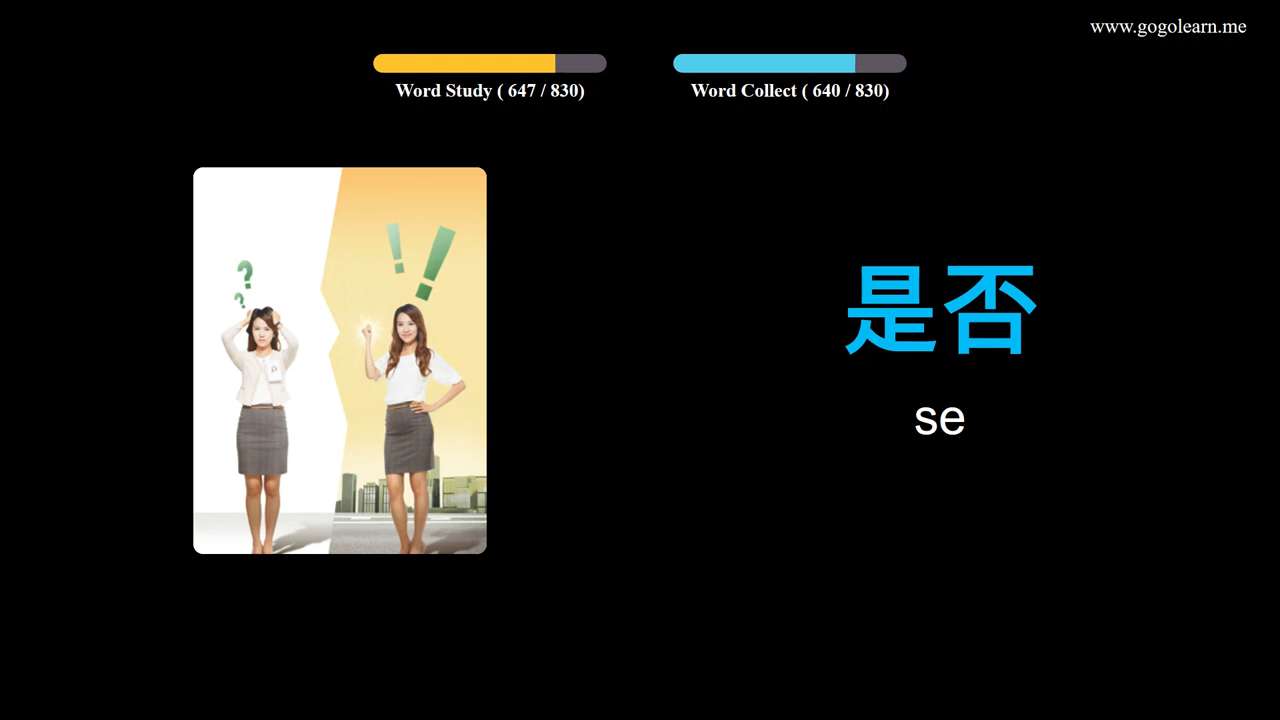 www.gogolearn.me
Word Study ( 647 / 830)
Word Collect ( 640 / 830)
? ?
! !
是否
se